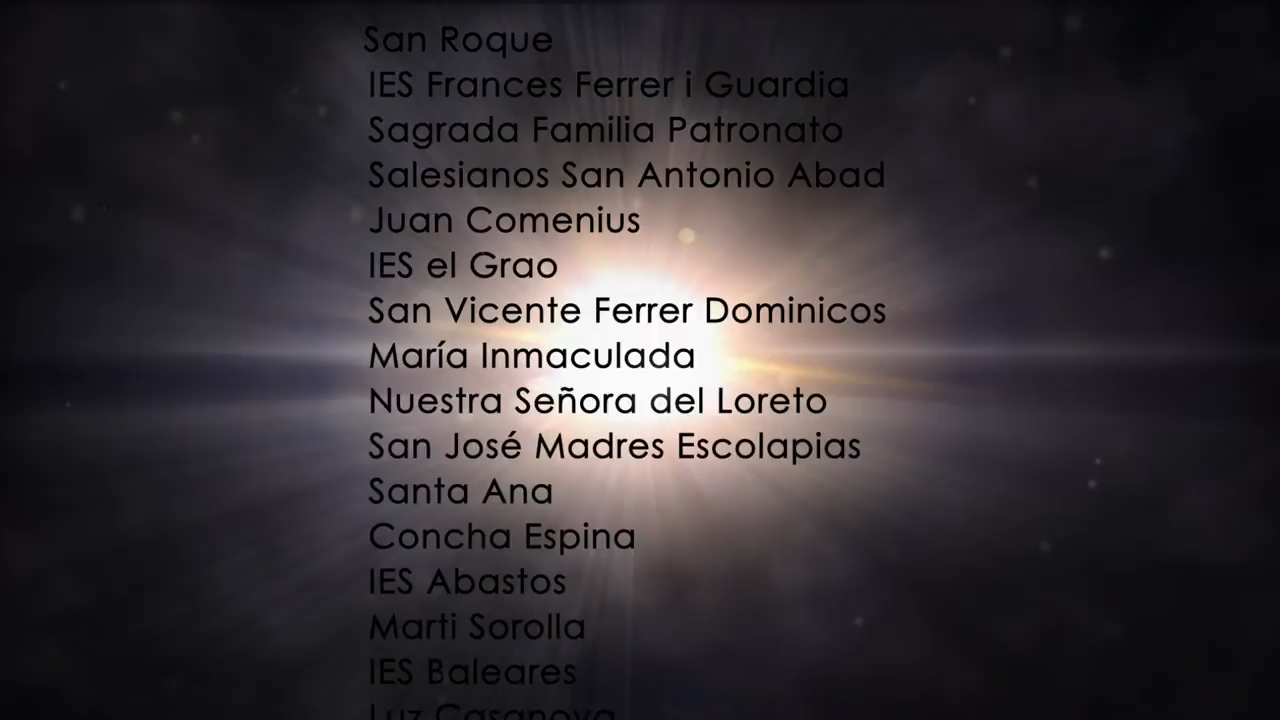 San Roque
IES Frances Ferrer i Guardia
Sagrada Familia Patronato
Salesianos San Antonio Abad
Juan Comenius
IES el Grao
San Vicente Ferrer Dominicos
María Inmaculada
Nuestra Señora del Loreto
San José Madres Escolapias
Santa Ana
Concha Espina
IES Abastos
Marti Sorolla
IES Baleares
Luz Casanova